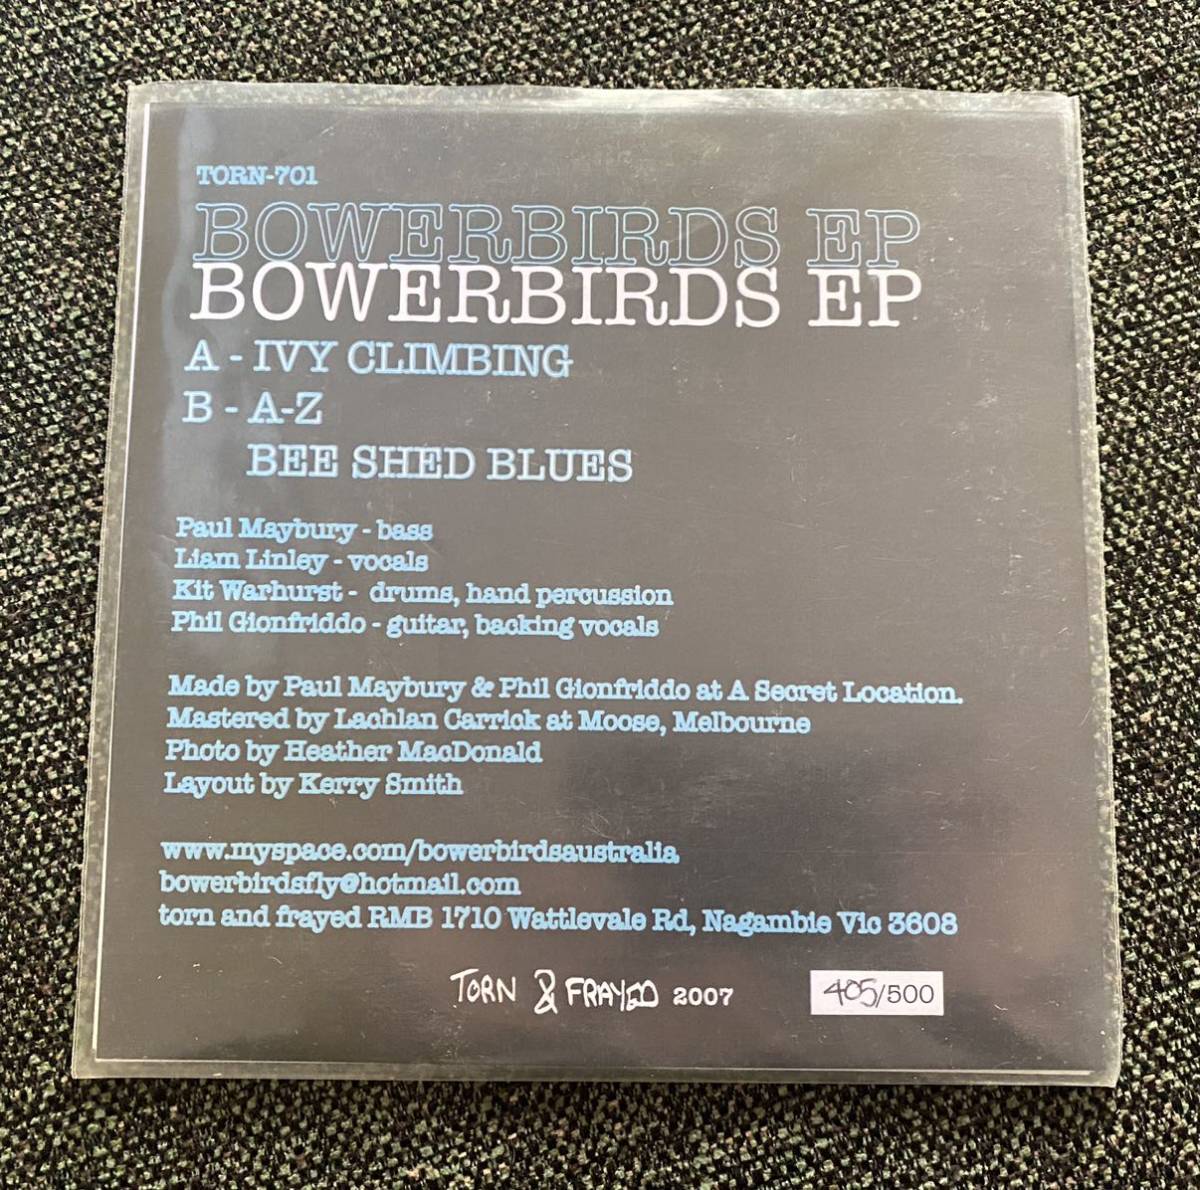 TORN-701
BOWERBIRDS EP
BOWERBIRDS EP
A - IVY CLIMBING
B - A-Z
BEE SHED BLUES
Paul Maybury - bass
Liam Linley - vocals
Kit Warhurst - drums, hand percussion
Phil Gionfriddo - guitar, backing vocals
Made by Paul Maybury & Phil Gionfriddo at A Secret Location.
Mastered by Lachlan Carrick at Moose, Melbourne
Photo by Heather MacDonald
Layout by Kerry Smith
www.myspace.com/bowerbirdsaustralia
bowerbirdsfly@hotmail.com
torn and frayed RMB 1710 Wattlevale Rd, Nagambie Vic 3608
TORN & FRAYED 2007
405/500